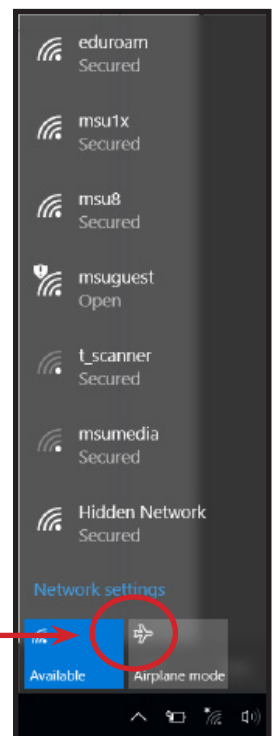 eduroam
Secured
msu1x
Secured
msu8
Secured
msuguest
Open
t_scanner
Secured
msumedia
Secured
Hidden Network
Secured
Network settings
Available
Airplane mode